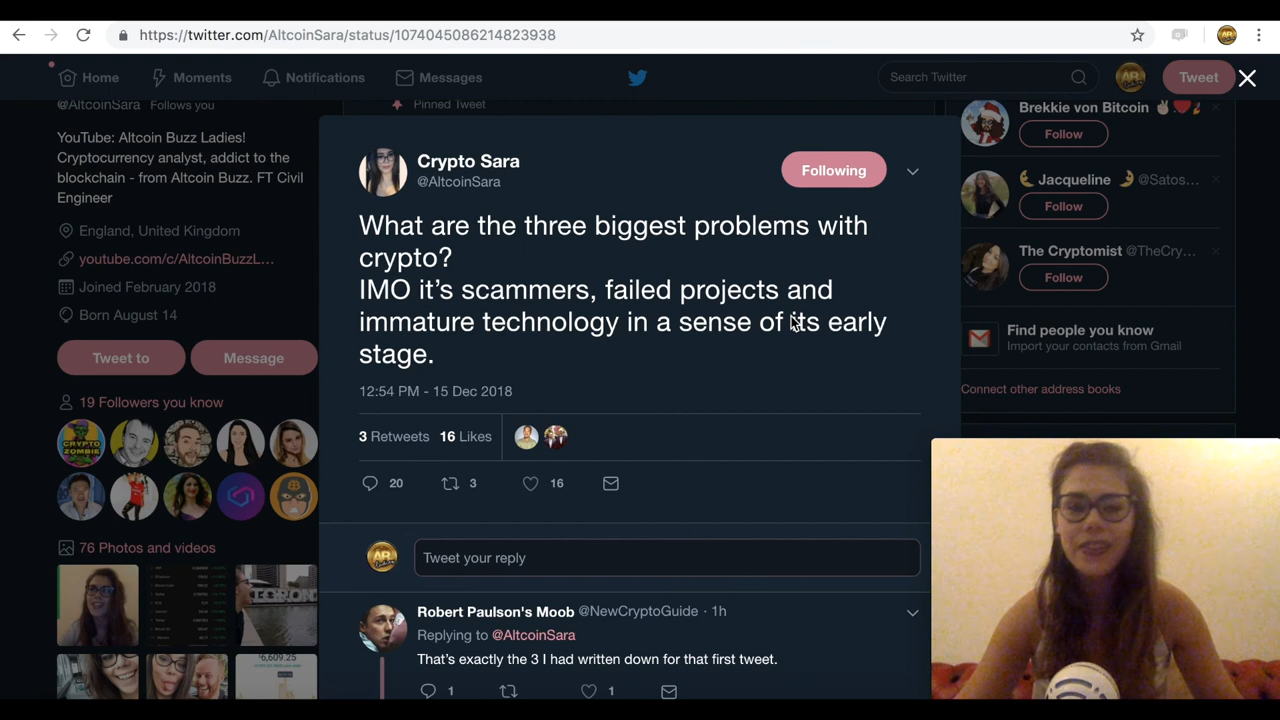 https://twitter.com/AltcoinSara/status/1074045086214823938
Home
Moments
Notifications
Messages
Search Twitter
Tweet
@AltcoinSara Follows you
YouTube: Altcoin Buzz Ladies!
Cryptocurrency analyst, addict to the
blockchain - from Altcoin Buzz. FT Civil
Engineer
England, United Kingdom
youtube.com/c/AltcoinBuzzL...
Joined February 2018
Born August 14
Tweet to
Message
19 Followers you know
CRYPTO
ZOMBIE
76 Photos and videos
6,609.25
Pinned Tweet
Crypto Sara
@AltcoinSara
Following
What are the three biggest problems with
crypto?
IMO it's scammers, failed projects and
immature technology in a sense of its early
stage.
12:54 PM - 15 Dec 2018
3 Retweets 16 Likes
20 3 16
AR
Tweet your reply
Robert Paulson's Moob @NewCryptoGuide · 1h
Replying to @AltcoinSara
That's exactly the 3 I had written down for that first tweet.
1 1
Brekkie von Bitcoin
Follow
Jacqueline @Satos...
Follow
The Cryptomist @TheCry...
Follow
Find people you know
Import your contacts from Gmail
Connect other address books